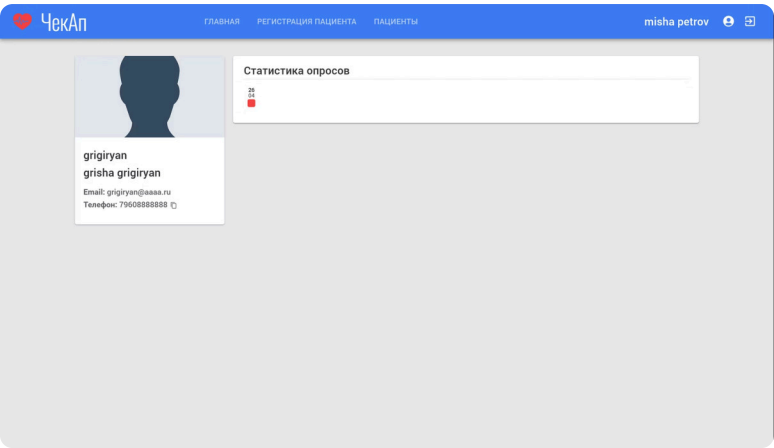 ЧекАп
ГЛАВНАЯ РЕГИСТРАЦИЯ ПАЦИЕНТА ПАЦИЕНТЫ
misha petrov
Статистика опросов
26
04
grigiryan
grisha grigiryan
Email: grigiryan@aaaa.ru
Телефон: 79608888888